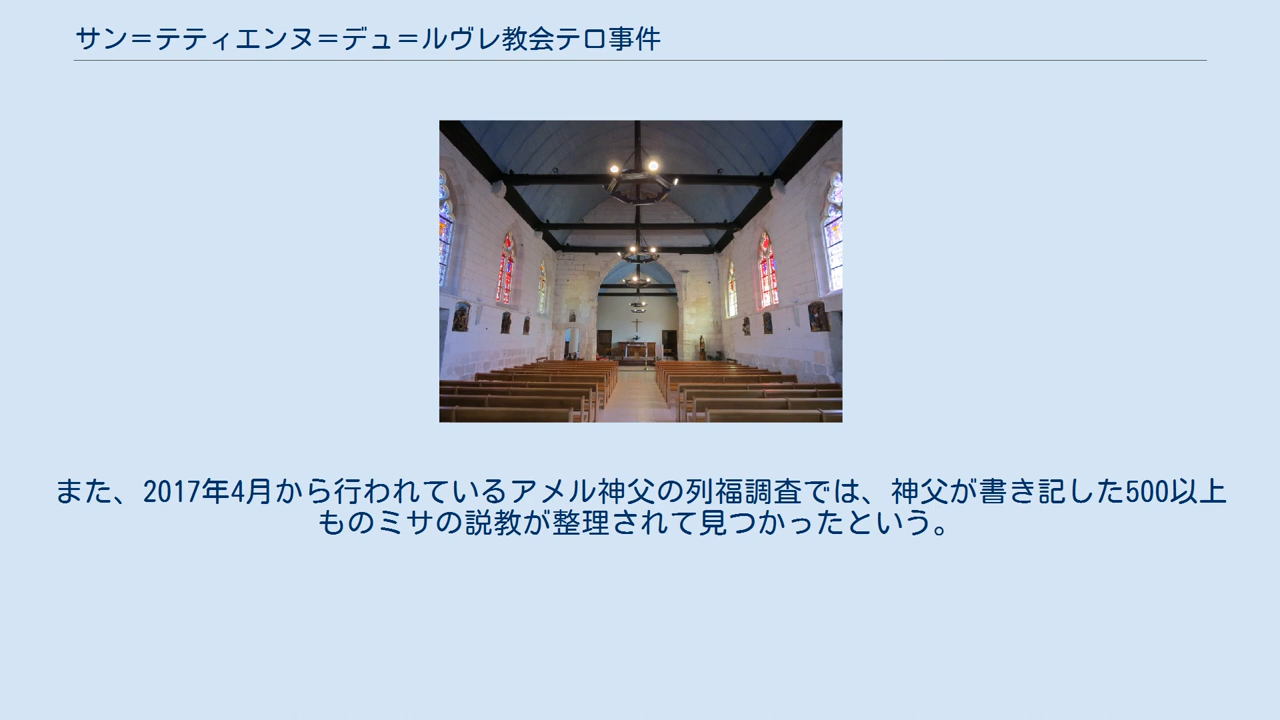 サン＝テティエンヌ＝デュ＝ルヴレ教会テロ事件
また、2017年4月から行われているアメル神父の列福調査では、神父が書き記した500以上
ものミサの説教が整理されて見つかったという。